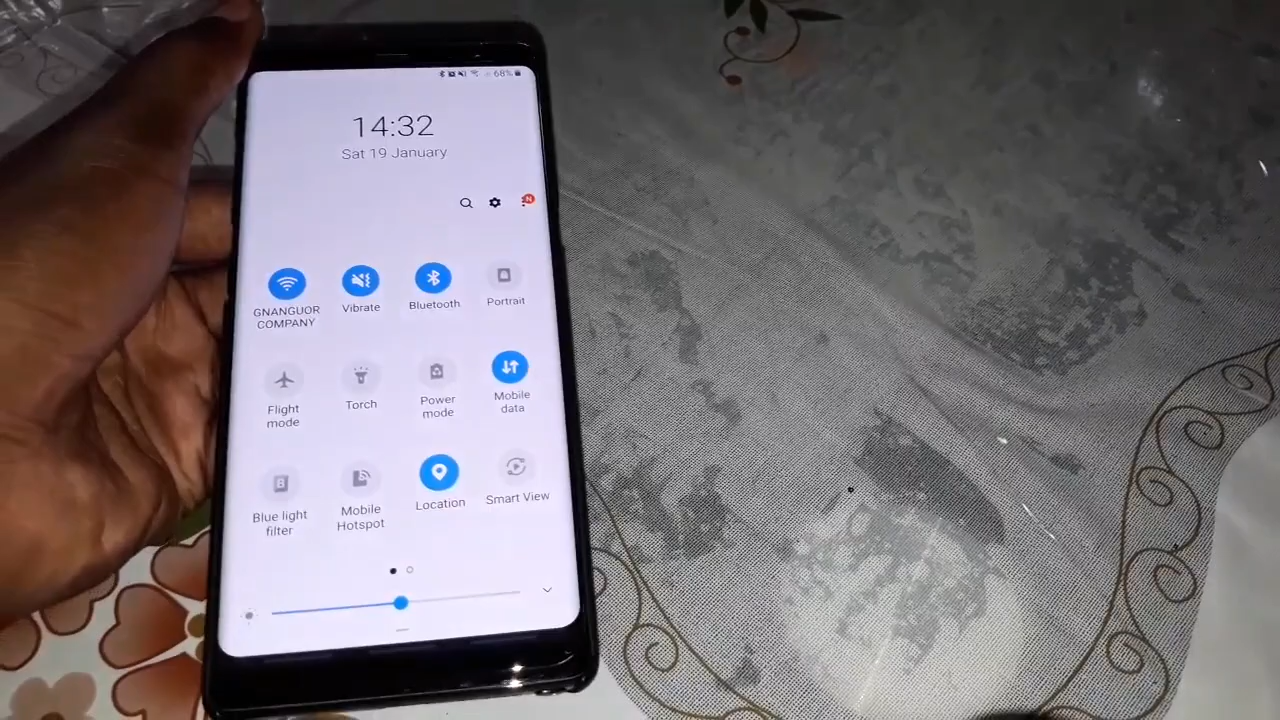 68%
14:32
Sat 19 January
N
GNANGUOR
COMPANY
Vibrate
Bluetooth
Portrait
Flight
mode
Torch
Power
mode
Mobile
data
Blue light
filter
Mobile
Hotspot
Location
Smart View